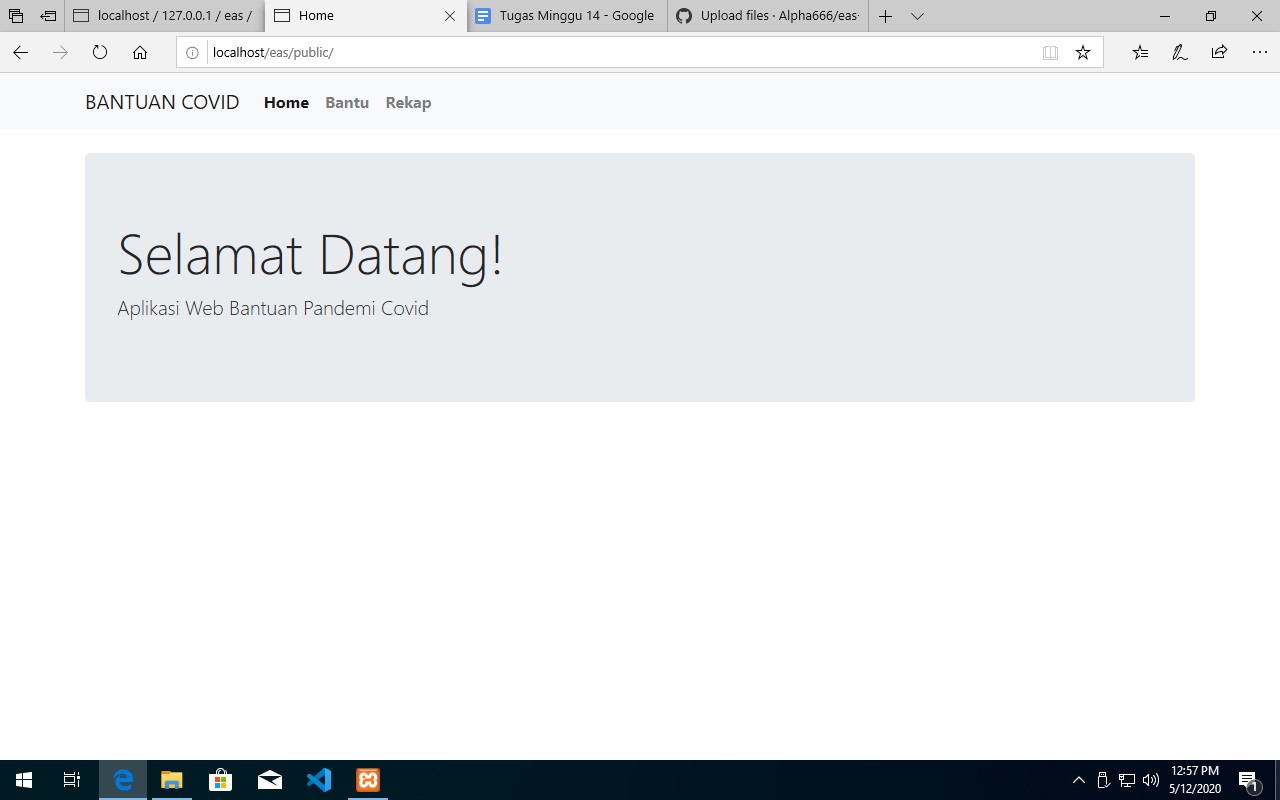 localhost / 127.0.0.1 / eas /
Home
Tugas Minggu 14 - Google
Upload files · Alpha666/eas-
localhost/eas/public/
BANTUAN COVID Home Bantu Rekap
Selamat Datang!
Aplikasi Web Bantuan Pandemi Covid
12:57 PM
5/12/2020
1